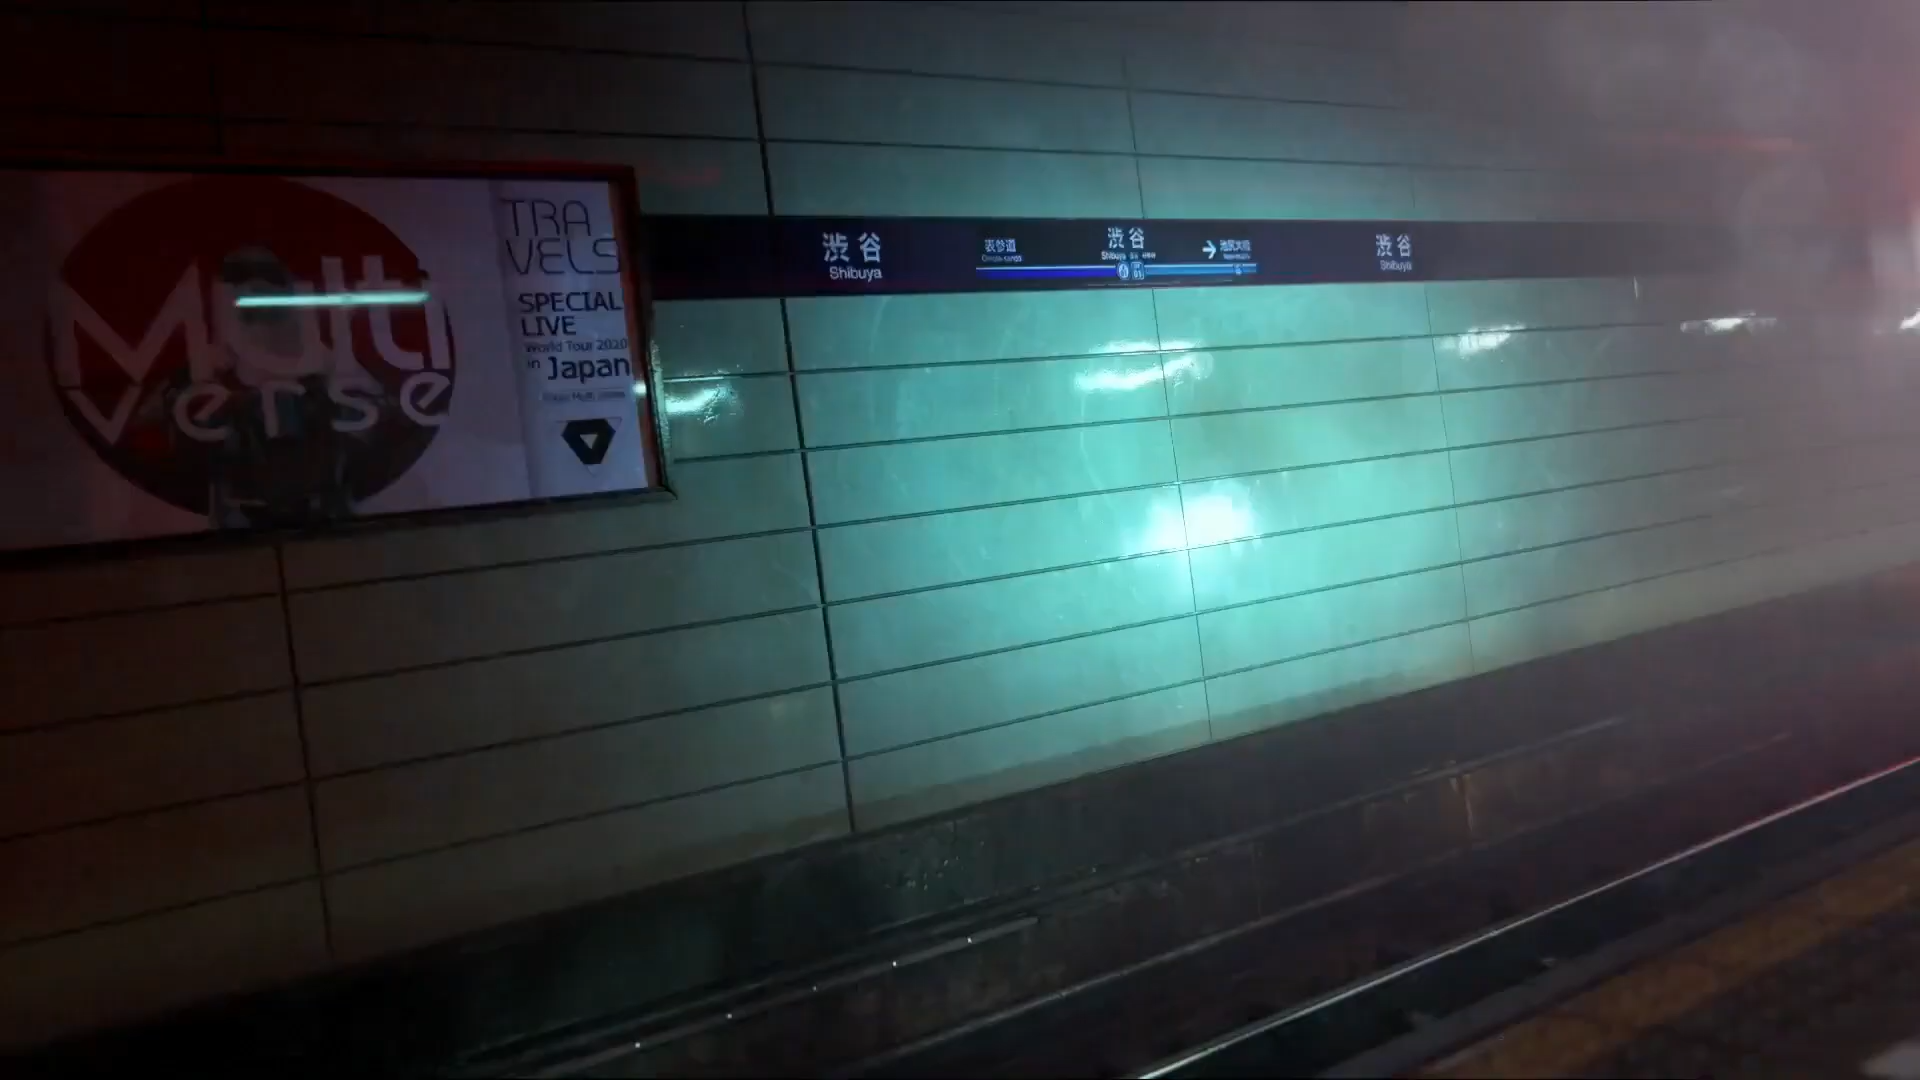 Multi
verse
TRA
VELS
SPECIAL
LIVE
World Tour 2020
in Japan
渋谷
Shibuya
表参道
渋谷
Shibuya
渋谷
Shibuya